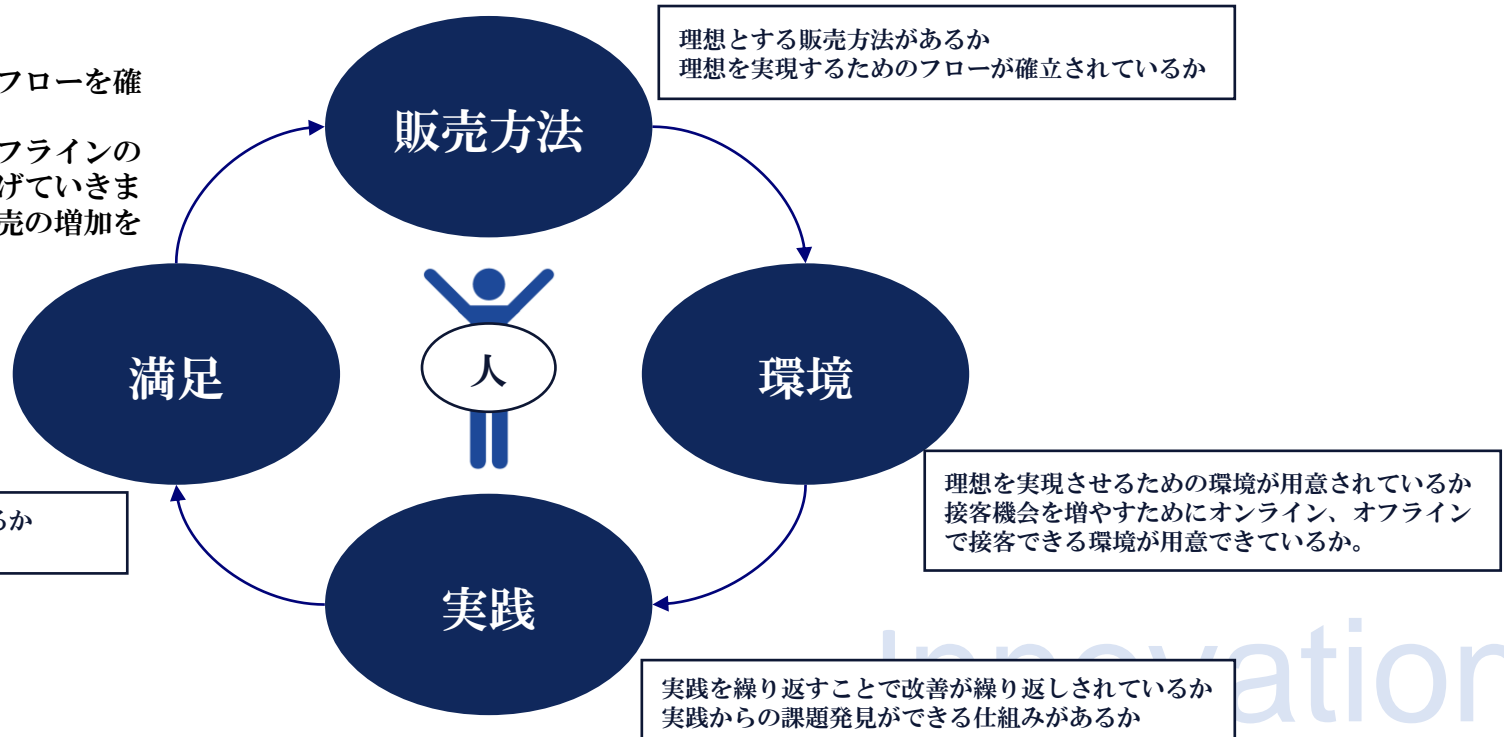 フローを確
フラインの
げていきま
売の増加を
販売方法
理想とする販売方法があるか
理想を実現するためのフローが確立されているか
満足
人
環境
理想を実現させるための環境が用意されているか
接客機会を増やすためにオンライン、オフライン
で接客できる環境が用意できているか。
るか
実践
実践を繰り返すことで改善が繰り返しされているか
実践からの課題発見ができる仕組みがあるか
Innovation